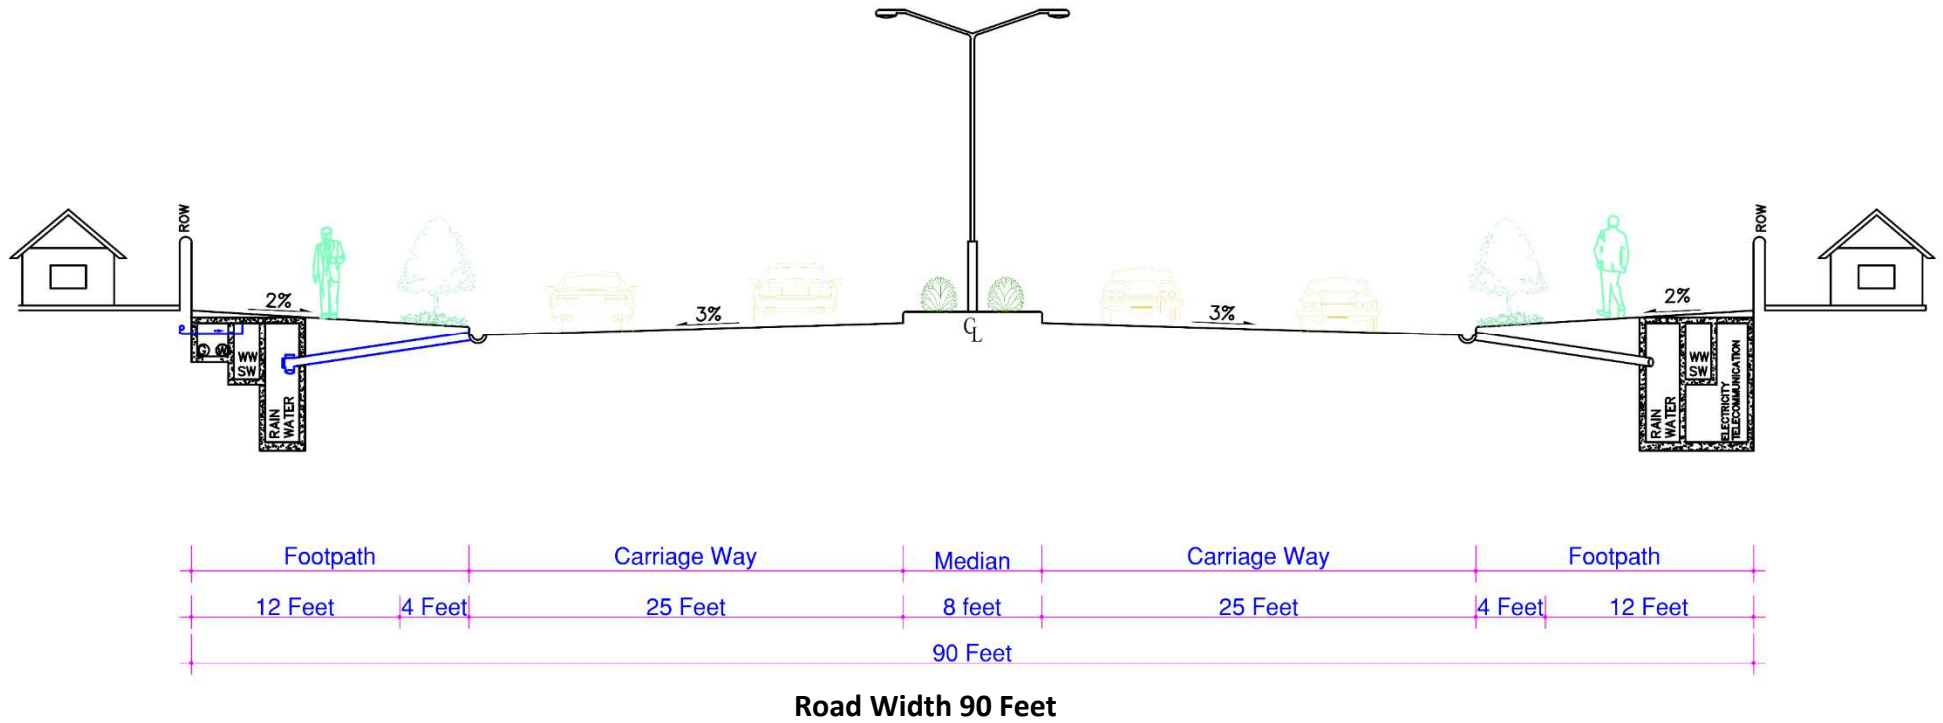 ROW
ROW
2%
3%
3%
2%
C
L
G W
WW
SW
RAIN
WATER
WW
SW
RAIN
WATER
ELECTRICITY
TELECOMMUNICATION
Footpath Carriage Way Median Carriage Way Footpath
12 Feet 4 Feet 25 Feet 8 feet 25 Feet 4 Feet 12 Feet
90 Feet
Road Width 90 Feet